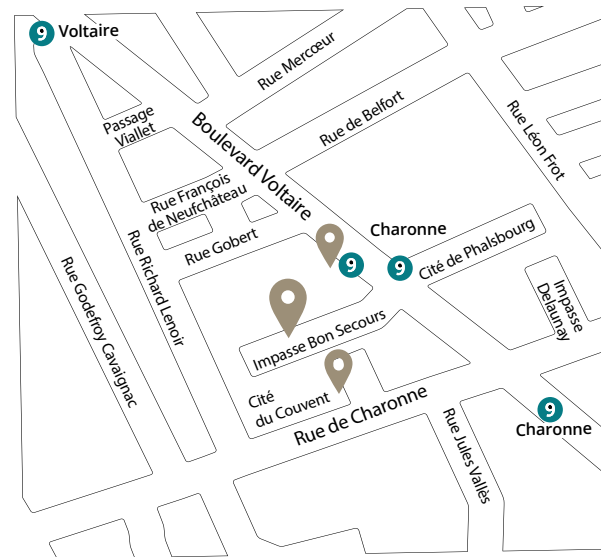 9 Voltaire
Rue Mercœur
Passage
Viallet
Boulevard Voltaire
Rue de Belfort
Rue Léon Frot
Rue François
de Neufchâteau
Rue Gobert
Charonne
9
9
Cité de Phalsbourg
Rue Godefroy Cavaignac
Rue Richard Lenoir
Impasse
Delaunay
Impasse Bon Secours
Cité
du Couvent
Rue de Charonne
Rue Jules Vallès
9
Charonne